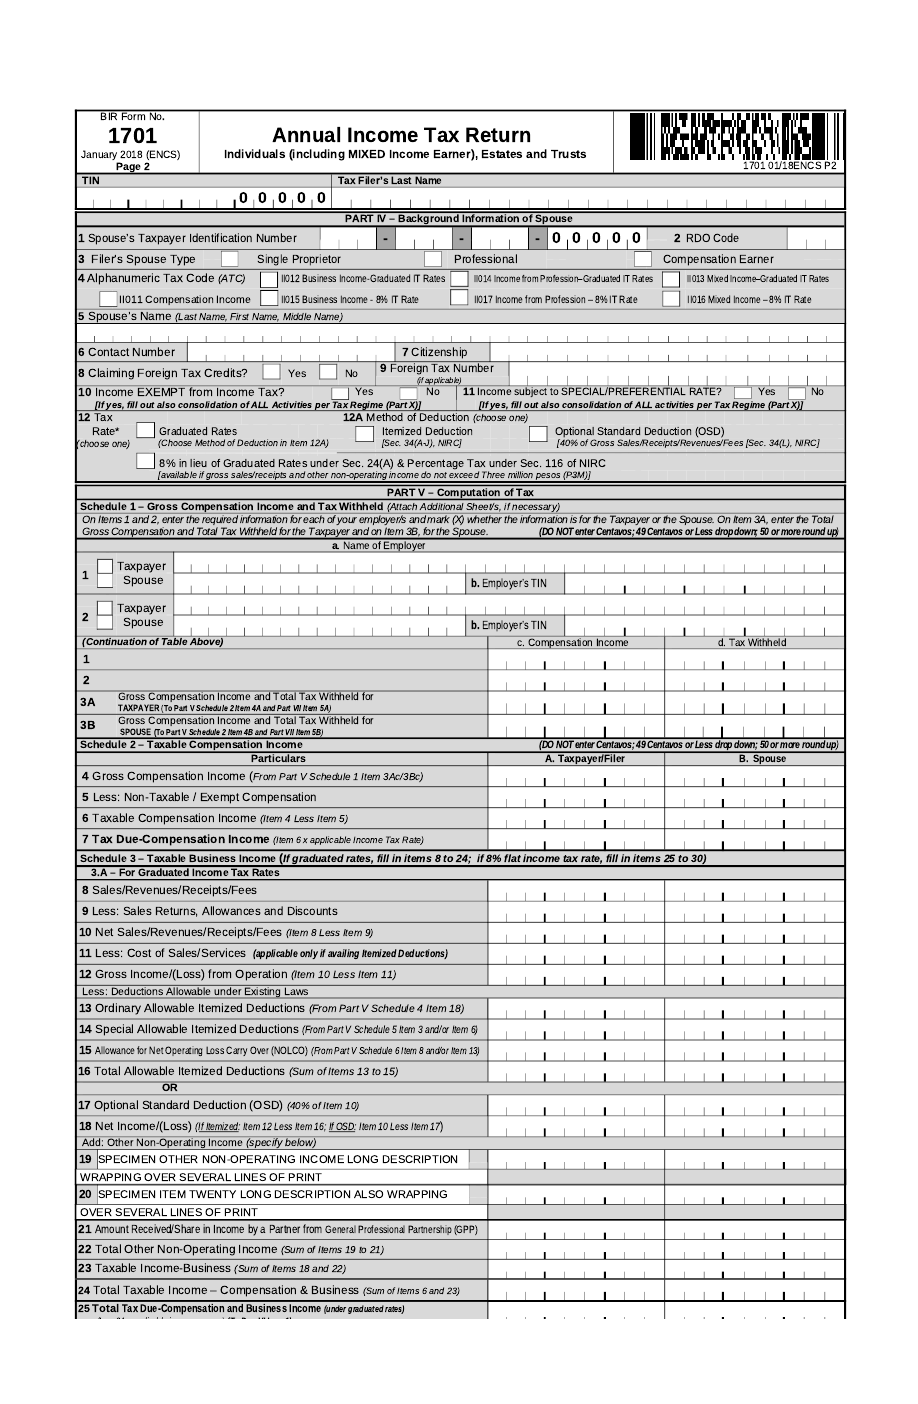 BIR Form No.
1701
January 2018 (ENCS)
Page 2
Annual Income Tax Return
Individuals (including MIXED Income Earner), Estates and Trusts
1701 01/18ENCS P2
TIN
Tax Filer's Last Name
0 0 0 0 0
PART IV – Background Information of Spouse
1 Spouse's Taxpayer Identification Number - - - 0 0 0 0 0 2 RDO Code
3 Filer's Spouse Type Single Proprietor Professional Compensation Earner
4 Alphanumeric Tax Code (ATC) II012 Business Income-Graduated IT Rates II014 Income from Profession–Graduated IT Rates II013 Mixed Income–Graduated IT Rates
II011 Compensation Income II015 Business Income - 8% IT Rate II017 Income from Profession – 8% IT Rate II016 Mixed Income – 8% IT Rate
5 Spouse's Name (Last Name, First Name, Middle Name)
6 Contact Number 7 Citizenship
8 Claiming Foreign Tax Credits? Yes No 9 Foreign Tax Number
(if applicable)
10 Income EXEMPT from Income Tax? Yes No 11 Income subject to SPECIAL/PREFERENTIAL RATE? Yes No
[If yes, fill out also consolidation of ALL Activities per Tax Regime (Part X)] [If yes, fill out also consolidation of ALL activities per Tax Regime (Part X)]
12 Tax 12A Method of Deduction (choose one)
Rate* Graduated Rates Itemized Deduction Optional Standard Deduction (OSD)
(choose one) (Choose Method of Deduction in Item 12A) [Sec. 34(A-J), NIRC] [40% of Gross Sales/Receipts/Revenues/Fees [Sec. 34(L), NIRC]
8% in lieu of Graduated Rates under Sec. 24(A) & Percentage Tax under Sec. 116 of NIRC
[available if gross sales/receipts and other non-operating income do not exceed Three million pesos (P3M)]
PART V – Computation of Tax
Schedule 1 – Gross Compensation Income and Tax Withheld (Attach Additional Sheet/s, if necessary)
On Items 1 and 2, enter the required information for each of your employer/s and mark (X) whether the information is for the Taxpayer or the Spouse. On Item 3A, enter the Total
Gross Compensation and Total Tax Withheld for the Taxpayer and on Item 3B, for the Spouse. (DO NOT enter Centavos; 49 Centavos or Less drop down; 50 or more round up)
a. Name of Employer
1 Taxpayer
Spouse b. Employer's TIN
2 Taxpayer
Spouse b. Employer's TIN
(Continuation of Table Above) c. Compensation Income d. Tax Withheld
1
2
3A Gross Compensation Income and Total Tax Withheld for
TAXPAYER (To Part V Schedule 2 Item 4A and Part VII Item 5A)
3B Gross Compensation Income and Total Tax Withheld for
SPOUSE (To Part V Schedule 2 Item 4B and Part VII Item 5B)
Schedule 2 – Taxable Compensation Income (DO NOT enter Centavos; 49 Centavos or Less drop down; 50 or more round up)
Particulars A. Taxpayer/Filer B. Spouse
4 Gross Compensation Income (From Part V Schedule 1 Item 3Ac/3Bc)
5 Less: Non-Taxable / Exempt Compensation
6 Taxable Compensation Income (Item 4 Less Item 5)
7 Tax Due-Compensation Income (Item 6 x applicable Income Tax Rate)
Schedule 3 – Taxable Business Income (If graduated rates, fill in items 8 to 24; if 8% flat income tax rate, fill in items 25 to 30)
3.A – For Graduated Income Tax Rates
8 Sales/Revenues/Receipts/Fees
9 Less: Sales Returns, Allowances and Discounts
10 Net Sales/Revenues/Receipts/Fees (Item 8 Less Item 9)
11 Less: Cost of Sales/Services (applicable only if availing Itemized Deductions)
12 Gross Income/(Loss) from Operation (Item 10 Less Item 11)
Less: Deductions Allowable under Existing Laws
13 Ordinary Allowable Itemized Deductions (From Part V Schedule 4 Item 18)
14 Special Allowable Itemized Deductions (From Part V Schedule 5 Item 3 and/or Item 6)
15 Allowance for Net Operating Loss Carry Over (NOLCO) (From Part V Schedule 6 Item 8 and/or Item 13)
16 Total Allowable Itemized Deductions (Sum of Items 13 to 15)
OR
17 Optional Standard Deduction (OSD) (40% of Item 10)
18 Net Income/(Loss) (If Itemized: Item 12 Less Item 16; If OSD: Item 10 Less Item 17)
Add: Other Non-Operating Income (specify below)
19 SPECIMEN OTHER NON-OPERATING INCOME LONG DESCRIPTION
WRAPPING OVER SEVERAL LINES OF PRINT
20 SPECIMEN ITEM TWENTY LONG DESCRIPTION ALSO WRAPPING
OVER SEVERAL LINES OF PRINT
21 Amount Received/Share in Income by a Partner from General Professional Partnership (GPP)
22 Total Other Non-Operating Income (Sum of Items 19 to 21)
23 Taxable Income-Business (Sum of Items 18 and 22)
24 Total Taxable Income – Compensation & Business (Sum of Items 6 and 23)
25 Total Tax Due-Compensation and Business Income (under graduated rates)